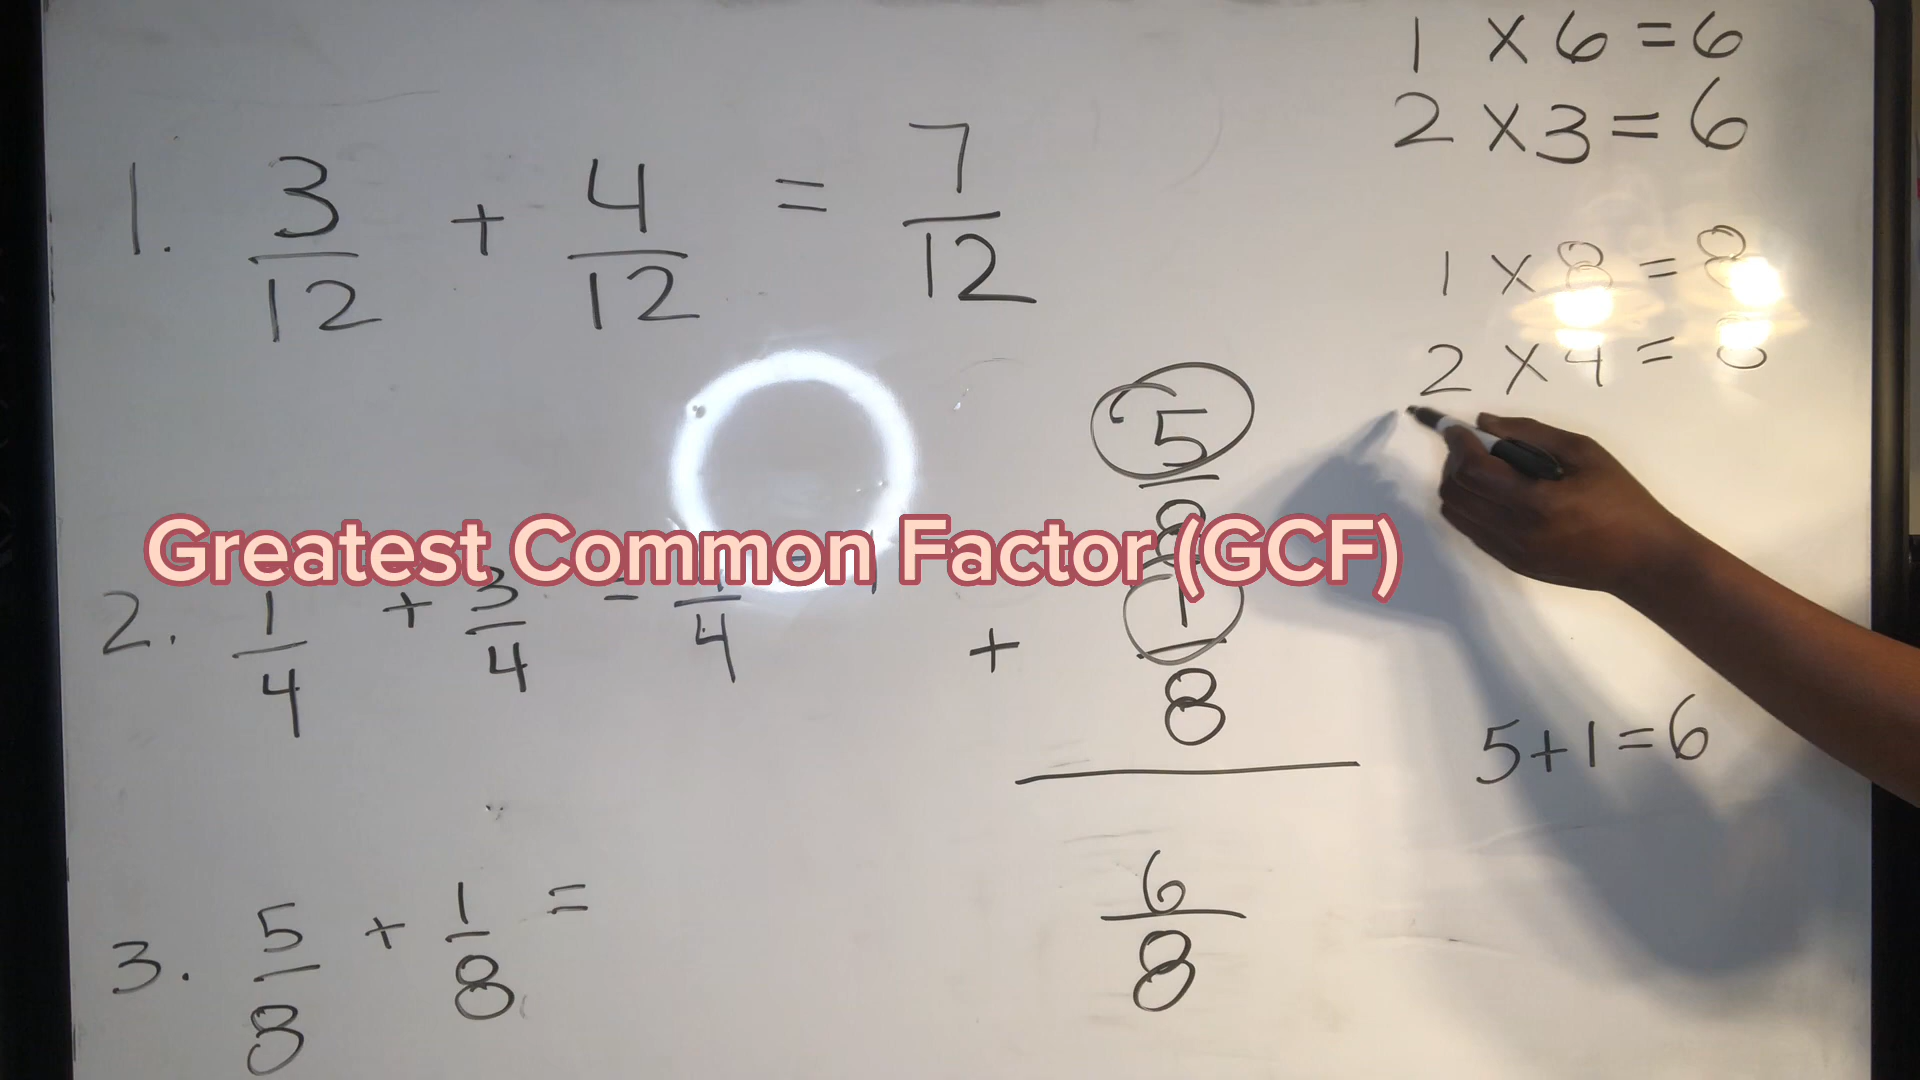 1 × 6 = 6
2 × 3 = 6
1. 3/12 + 4/12 = 7/12
1 × 8 = 8
2 × 4 = 8
Greatest Common Factor (GCF)
2. 1/4 + 3/4 = /4
5/8
+ 1/8
5+1=6
6/8
3. 5/8 + 1/8 =